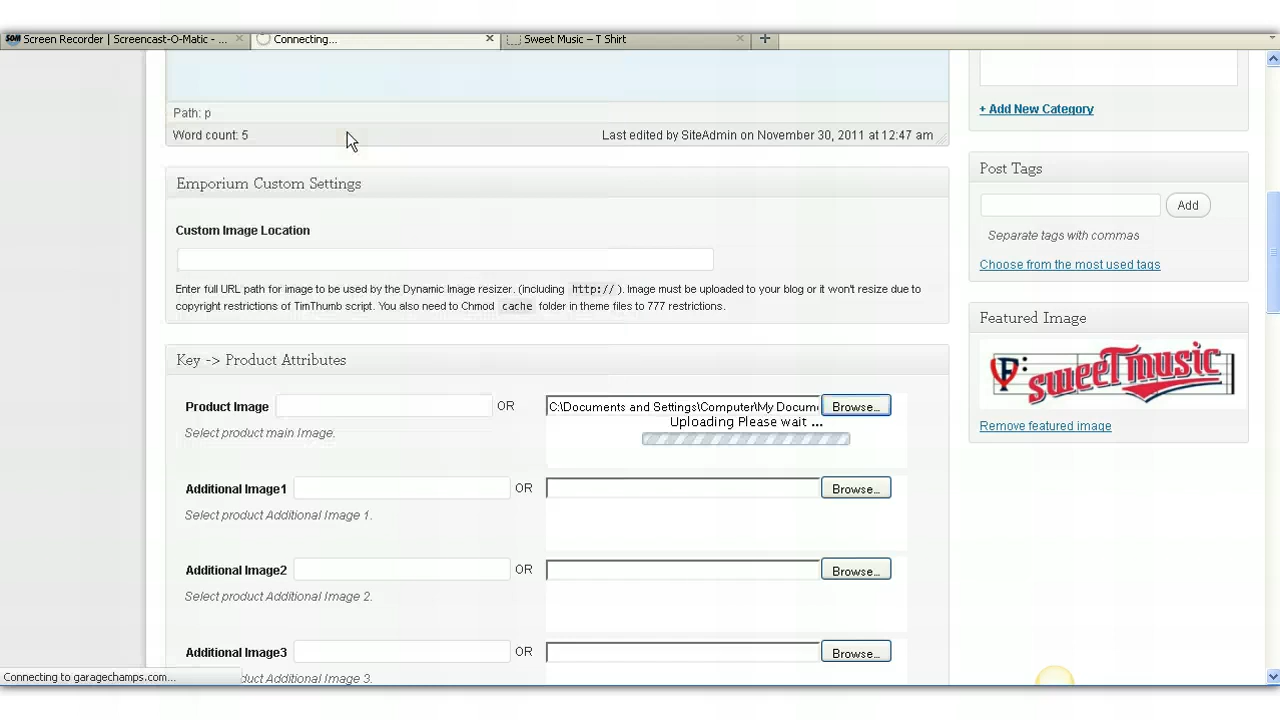 SOM Screen Recorder | Screencast-O-Matic - ...
Connecting...
Sweet Music – T Shirt
Path: p
Word count: 5
Last edited by SiteAdmin on November 30, 2011 at 12:47 am
+ Add New Category
Emporium Custom Settings
Post Tags
Add
Custom Image Location
Separate tags with commas
Choose from the most used tags
Enter full URL path for image to be used by the Dynamic Image resizer. (including http:// ). Image must be uploaded to your blog or it won't resize due to
copyright restrictions of TimThumb script. You also need to Chmod cache folder in theme files to 777 restrictions.
Featured Image
sweeTmusic
Key -> Product Attributes
Product Image
OR
C:\Documents and Settings\Computer\My Docum
Browse...
Uploading Please wait ...
Select product main Image.
Remove featured image
Additional Image1
OR
Browse...
Select product Additional Image 1.
Additional Image2
OR
Browse...
Select product Additional Image 2.
Additional Image3
OR
Browse...
Connecting to garagechamps.com...
duct Additional Image 3.